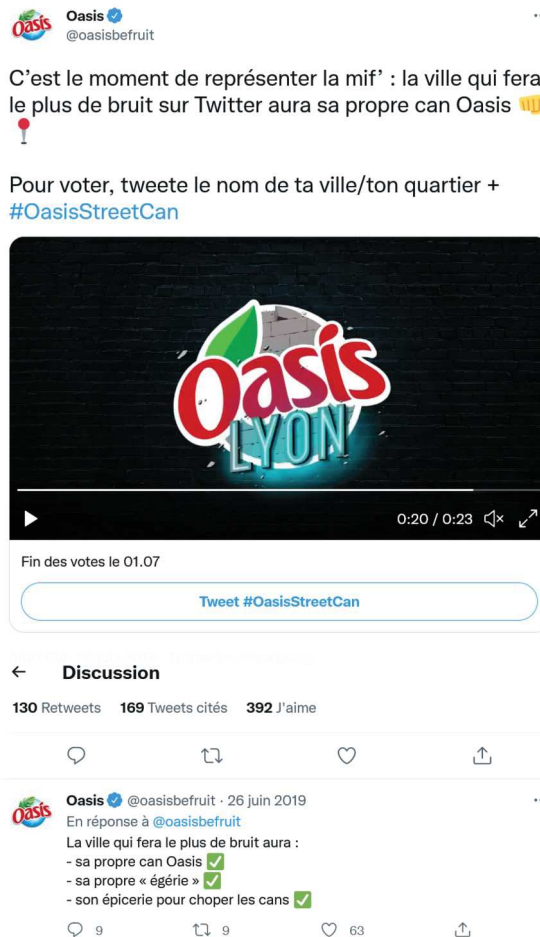 Oasis
Oasis
@oasisbefruit
C’est le moment de représenter la mif’ : la ville qui fera
le plus de bruit sur Twitter aura sa propre can Oasis 👊
📍
Pour voter, tweete le nom de ta ville/ton quartier +
#OasisStreetCan
Oasis
LYON
0:20 / 0:23
Fin des votes le 01.07
Tweet #OasisStreetCan
Discussion
130 Retweets 169 Tweets cités 392 J'aime
Oasis
Oasis @oasisbefruit · 26 juin 2019
En réponse à @oasisbefruit
La ville qui fera le plus de bruit aura :
- sa propre can Oasis ✅
- sa propre « égérie » ✅
- son épicerie pour choper les cans ✅
9 9 63